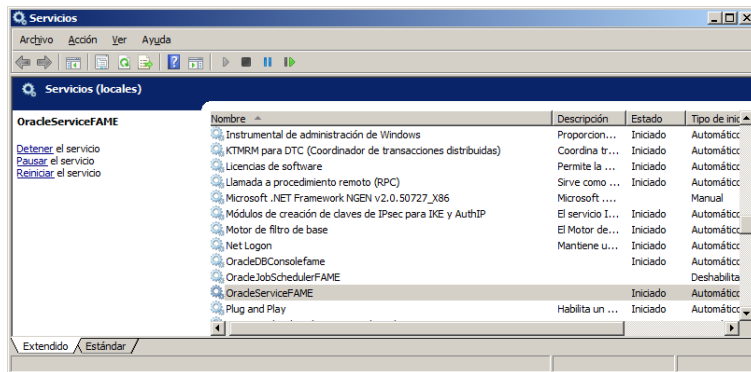 Servicios
Archivo Acción Ver Ayuda
Servicios (locales)
OracleServiceFAME
Detener el servicio
Pausar el servicio
Reiniciar el servicio
Nombre Descripción Estado Tipo de inic
Instrumental de administración de Windows Proporcion... Iniciado Automátic
KTMRM para DTC (Coordinador de transacciones distribuidas) Coordina tr... Iniciado Automátic
Licencias de software Permite la ... Iniciado Automátic
Llamada a procedimiento remoto (RPC) Sirve como ... Iniciado Automátic
Microsoft .NET Framework NGEN v2.0.50727_X86 Microsoft .... Manual
Módulos de creación de claves de IPsec para IKE y AuthIP El servicio I... Iniciado Automátic
Motor de filtro de base El Motor de... Iniciado Automátic
Net Logon Mantiene u... Iniciado Automátic
OracleDBConsolefame Iniciado Automátic
OracleJobSchedulerFAME Deshabilita
OracleServiceFAME Iniciado Automátic
Plug and Play Habilita un ... Iniciado Automátic
Extendido Estándar